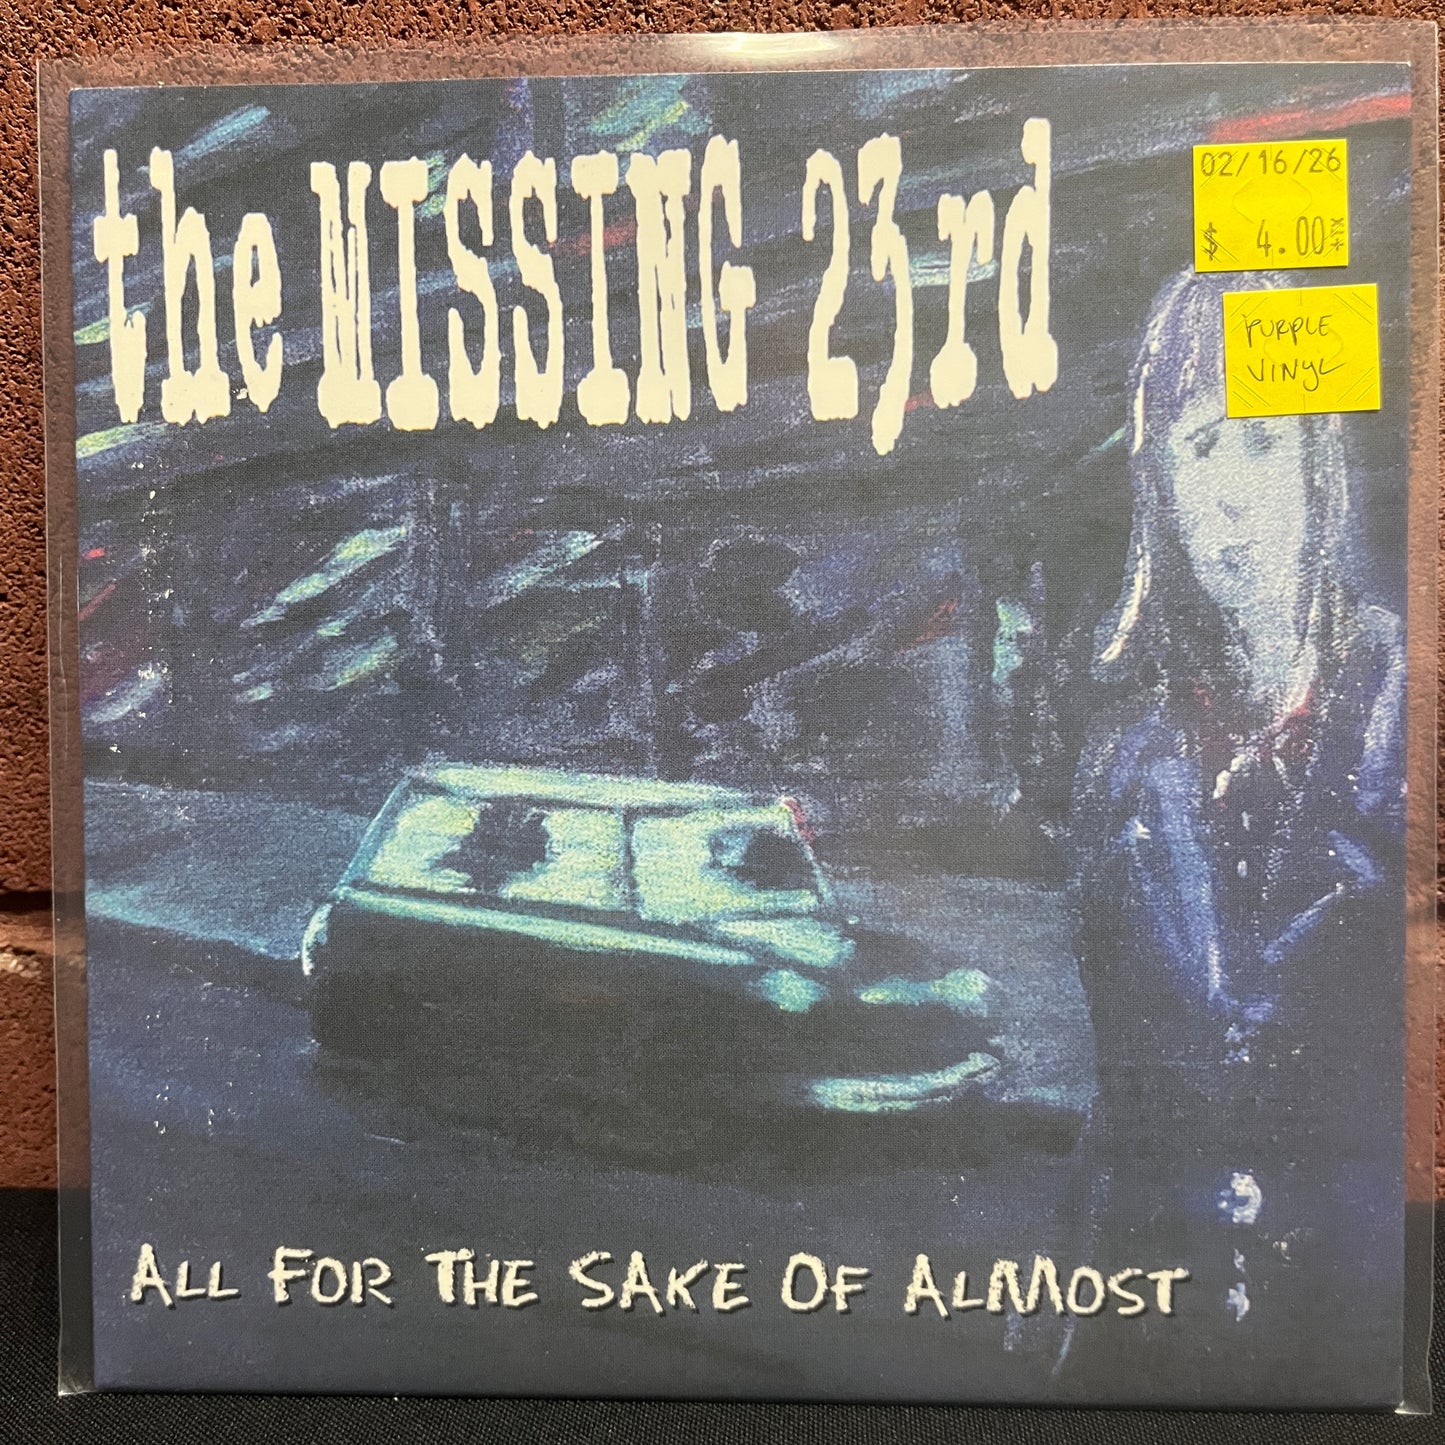 the MISSING 23rd
02/16/26
$ 4.00
PURPLE
VINYL
ALL FOR THE SAKE OF ALMOST